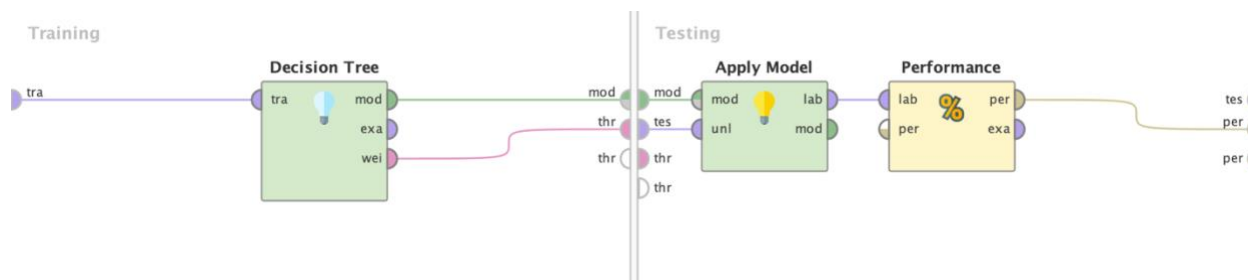 Training
Testing
Decision Tree
Apply Model
Performance
tra
tra
mod
exa
wei
mod
thr
thr
mod
tes
thr
thr
mod
unl
lab
mod
lab
per
%
per
exa
tes
per
per